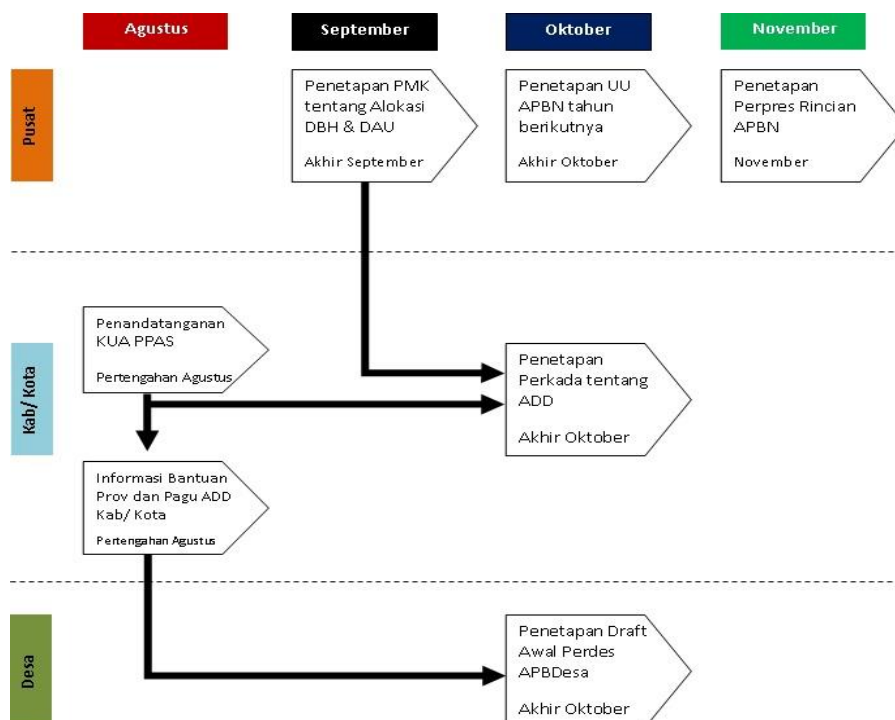 Agustus
September
Oktober
November
Pusat
Penetapan PMK
tentang Alokasi
DBH & DAU
Akhir September
Penetapan UU
APBN tahun
berikutnya
Akhir Oktober
Penetapan
Perpres Rincian
APBN
November
Kab/ Kota
Penandatanganan
KUA PPAS
Pertengahan Agustus
Penetapan
Perkada tentang
ADD
Akhir Oktober
Informasi Bantuan
Prov dan Pagu ADD
Kab/ Kota
Pertengahan Agustus
Desa
Penetapan Draft
Awal Perdes
APBDesa
Akhir Oktober